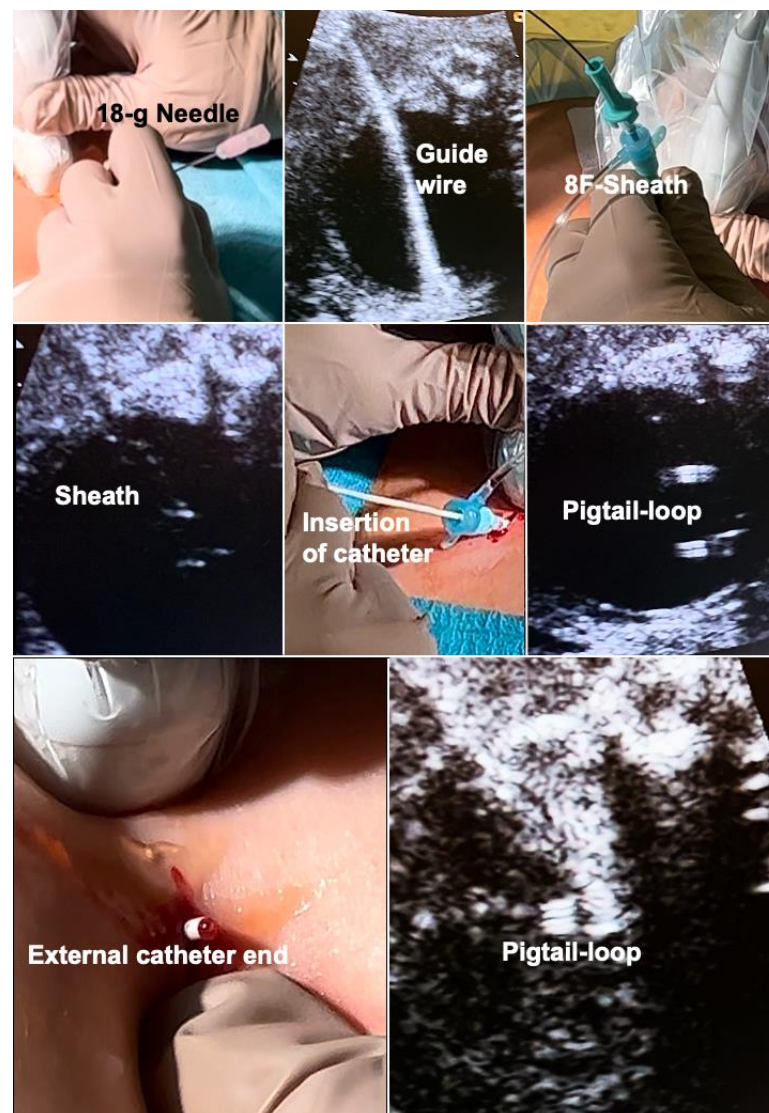 18-g Needle
Guide
wire
8F-Sheath
Sheath
Insertion
of catheter
Pigtail-loop
External catheter end
Pigtail-loop